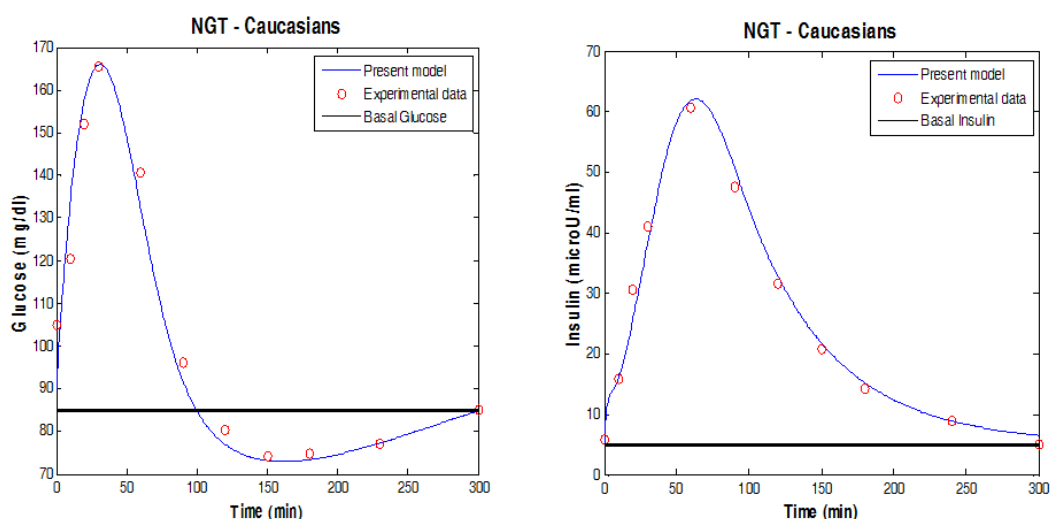 NGT - Caucasians
170
160
150
140
130
120
110
100
90
80
70
Glucose (mg/dl)
Present model
Experimental data
Basal Glucose
0 50 100 150 200 250 300
Time (min)
NGT - Caucasians
70
60
50
40
30
20
10
0
Insulin (microU/ml)
Present model
Experimental data
Basal Insulin
0 50 100 150 200 250 300
Time (min)